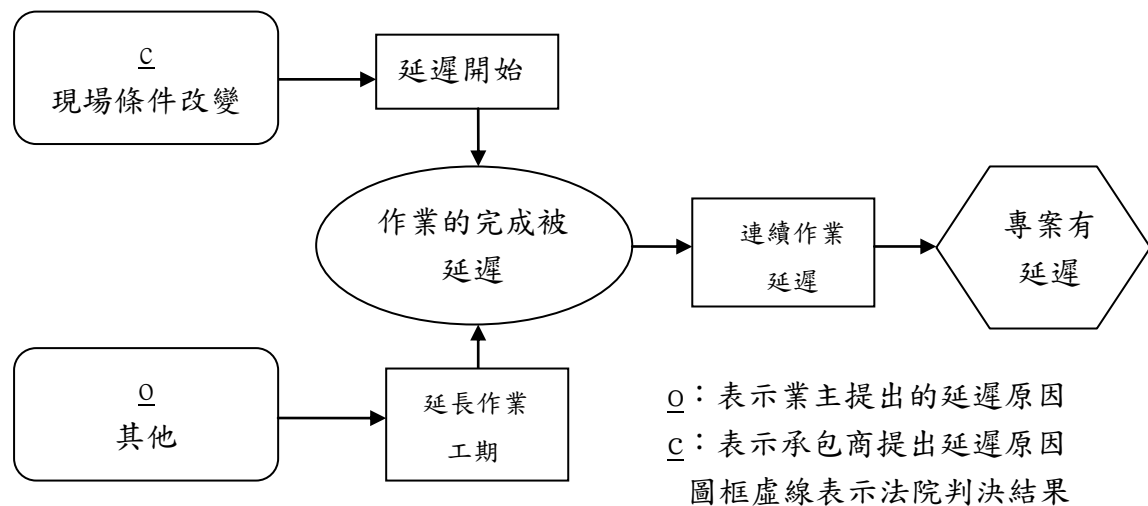 C
現場條件改變
延遲開始
作業的完成被
延遲
連續作業
延遲
專案有
延遲
O
其他
延長作業
工期
O：表示業主提出的延遲原因
C：表示承包商提出延遲原因
圖框虛線表示法院判決結果